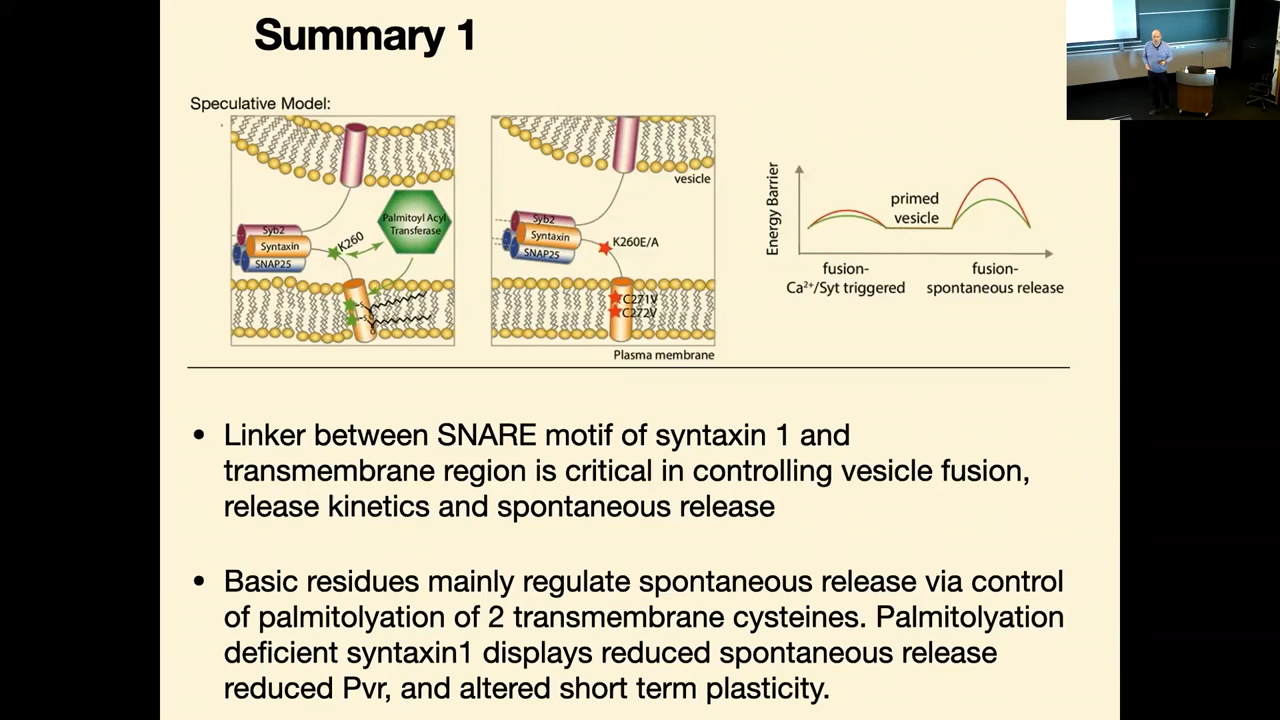 Summary 1
Speculative Model:
Syb2
Syntaxin
SNAP25
K260
Palmitoyl Acyl
Transferase
vesicle
Syb2
Syntaxin
SNAP25
K260E/A
C271V
C272V
Plasma membrane
Energy Barrier
primed
vesicle
fusion-
Ca²⁺/Syt triggered
fusion-
spontaneous release
• Linker between SNARE motif of syntaxin 1 and
transmembrane region is critical in controlling vesicle fusion,
release kinetics and spontaneous release
• Basic residues mainly regulate spontaneous release via control
of palmitolyation of 2 transmembrane cysteines. Palmitolyation
deficient syntaxin1 displays reduced spontaneous release
reduced Pvr, and altered short term plasticity.